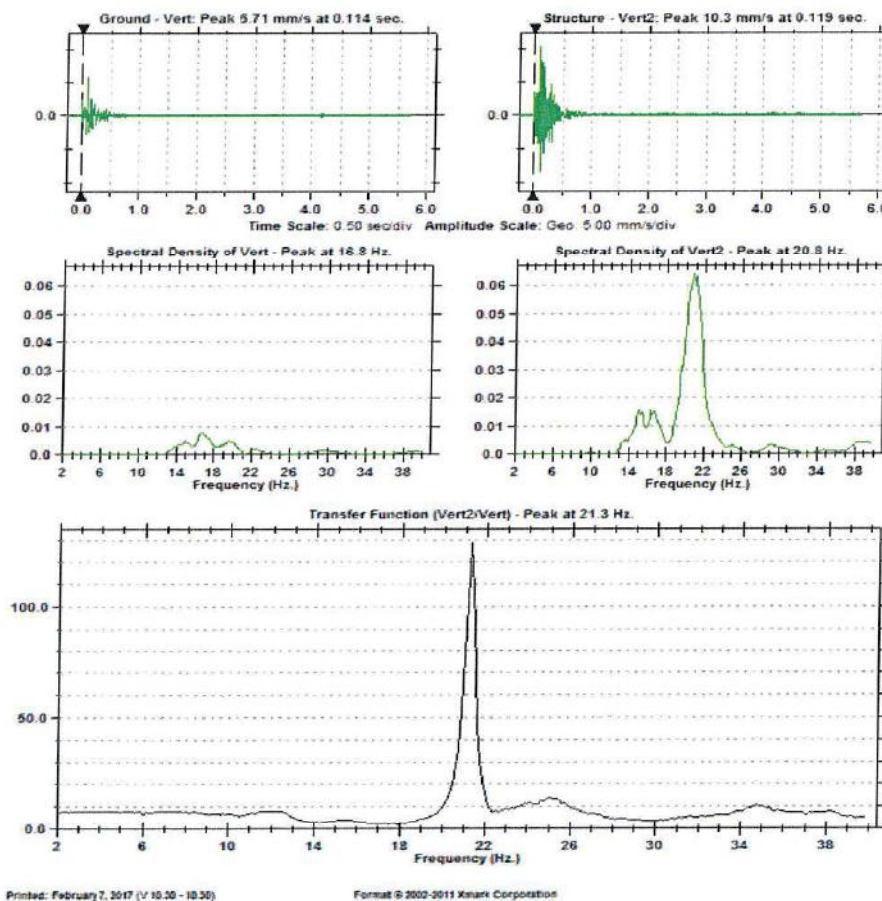 Ground - Vert: Peak 5.71 mm/s at 0.114 sec.
Structure - Vert2: Peak 10.3 mm/s at 0.119 sec.
0.0
0.0
0.0 1.0 2.0 3.0 4.0 5.0 6.0
0.0 1.0 2.0 3.0 4.0 5.0 6.0
Time Scale: 0.50 sec/div Amplitude Scale: Geo: 5.00 mm/s/div
Spectral Density of Vert - Peak at 16.8 Hz.
0.06
0.05
0.04
0.03
0.02
0.01
0.0
2 6 10 14 18 22 26 30 34 38
Frequency (Hz.)
Spectral Density of Vert2 - Peak at 20.8 Hz.
0.06
0.05
0.04
0.03
0.02
0.01
0.0
2 6 10 14 18 22 26 30 34 38
Frequency (Hz.)
Transfer Function (Vert2/Vert) - Peak at 21.3 Hz.
100.0
50.0
0.0
2 6 10 14 18 22 26 30 34 38
Frequency (Hz.)
Printed: February 7, 2017 (V 10.30 - 10.30)
Format © 2002-2011 Xmark Corporation